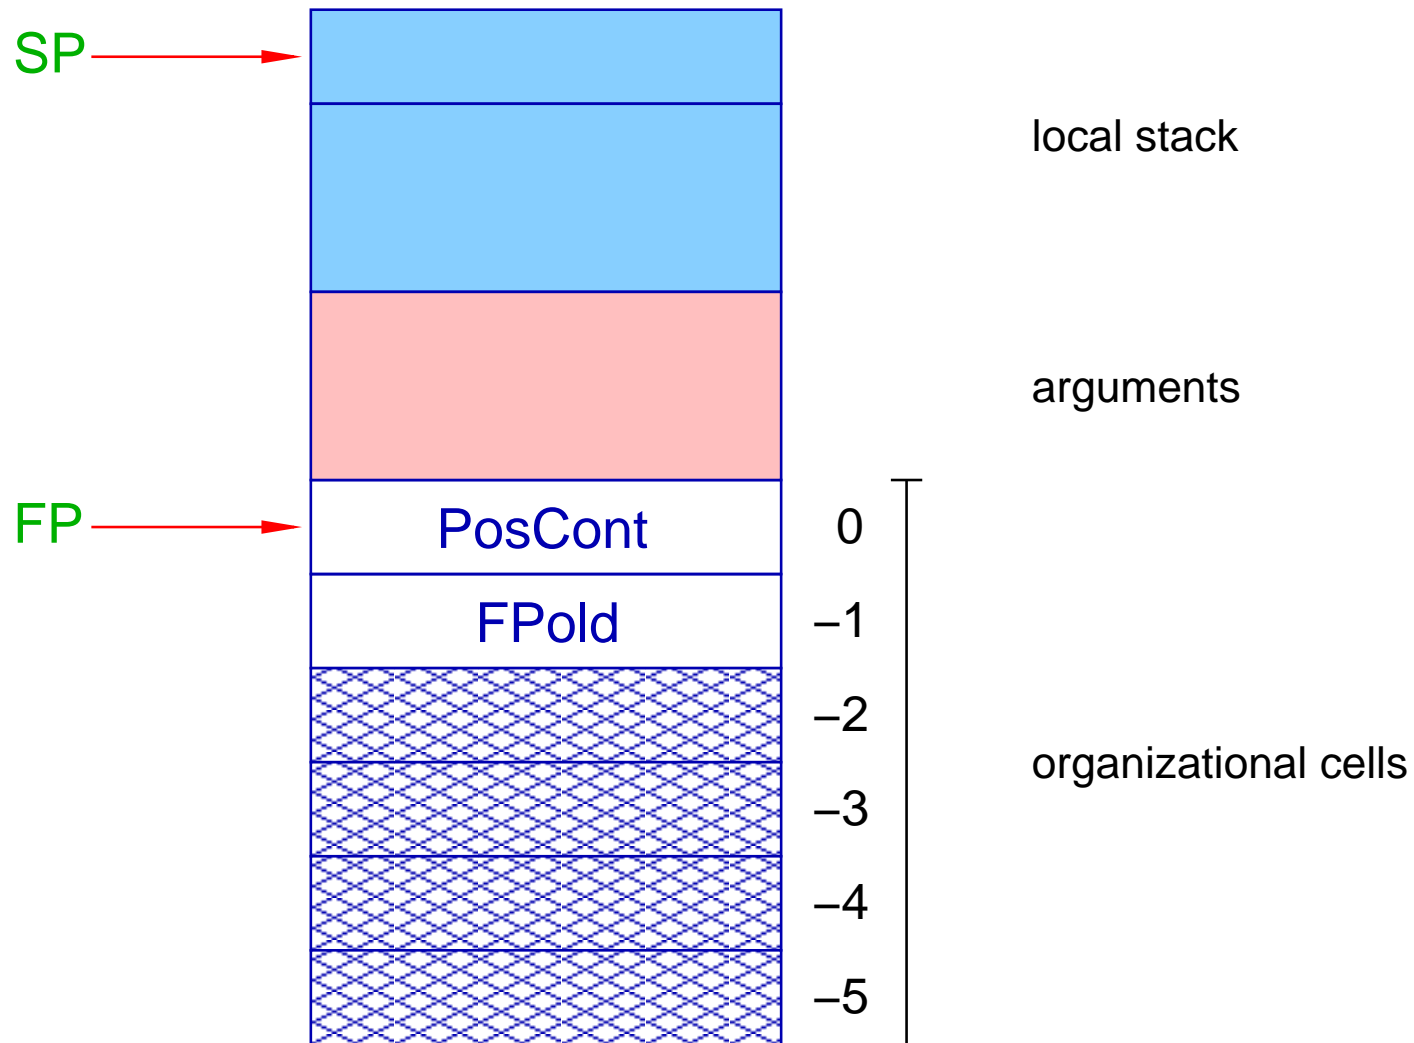 SP
local stack
arguments
FP
PosCont
0
FPold
–1
–2
organizational cells
–3
–4
–5